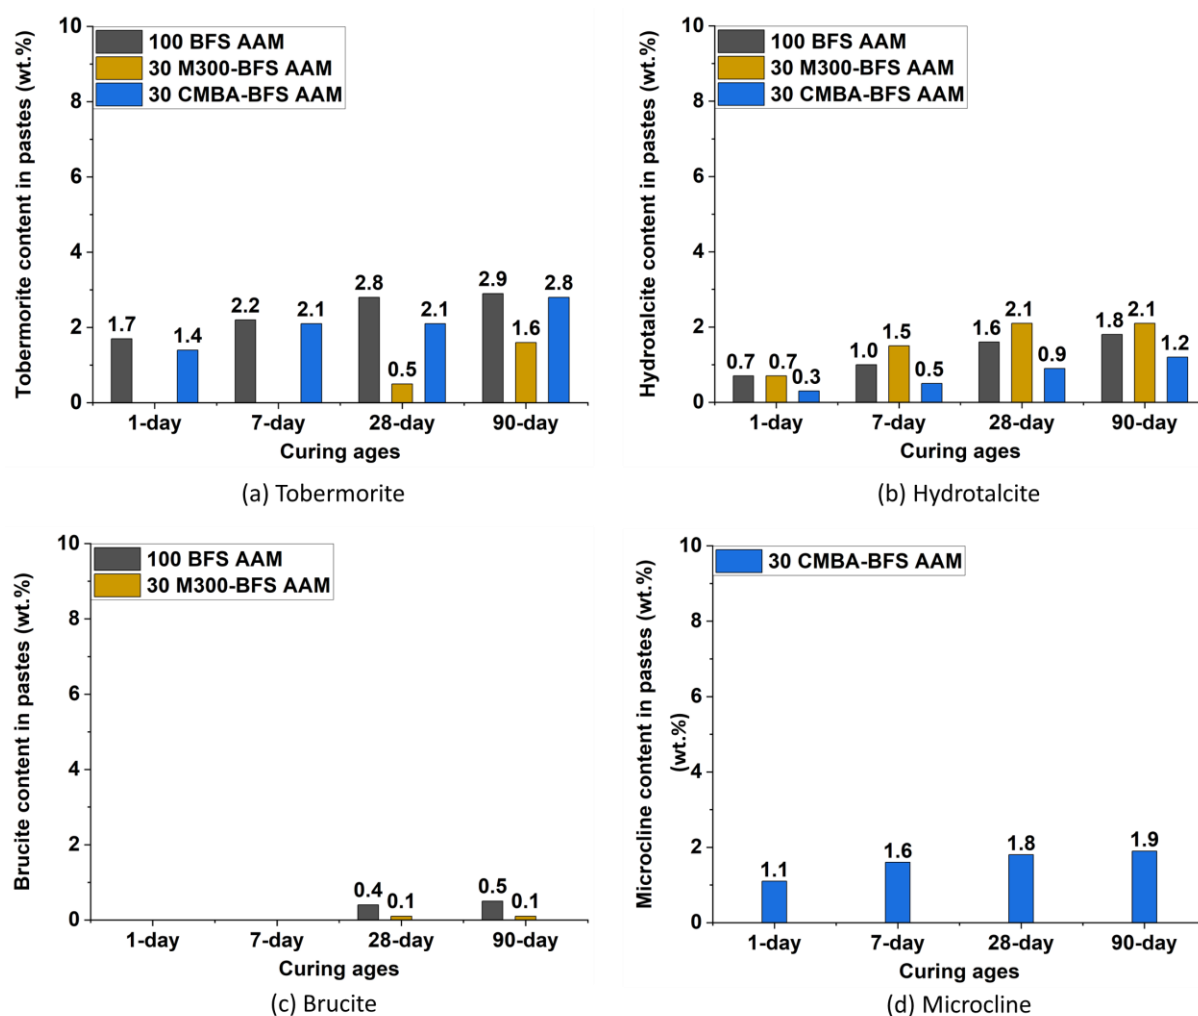 Tobermorite content in pastes (wt.%)
10
8
6
4
2
0
100 BFS AAM
30 M300-BFS AAM
30 CMBA-BFS AAM
1.7
1.4
2.2
2.1
2.8
0.5
2.1
2.9
1.6
2.8
1-day
7-day
28-day
90-day
Curing ages
(a) Tobermorite
Hydrotalcite content in pastes (wt.%)
10
8
6
4
2
0
100 BFS AAM
30 M300-BFS AAM
30 CMBA-BFS AAM
0.7
0.7
0.3
1.0
1.5
0.5
1.6
2.1
0.9
1.8
2.1
1.2
1-day
7-day
28-day
90-day
Curing ages
(b) Hydrotalcite
Brucite content in pastes (wt.%)
10
8
6
4
2
0
100 BFS AAM
30 M300-BFS AAM
0.4
0.1
0.5
0.1
1-day
7-day
28-day
90-day
Curing ages
(c) Brucite
Microcline content in pastes (wt.%)
(wt.%)
10
8
6
4
2
0
30 CMBA-BFS AAM
1.1
1.6
1.8
1.9
1-day
7-day
28-day
90-day
Curing ages
(d) Microcline